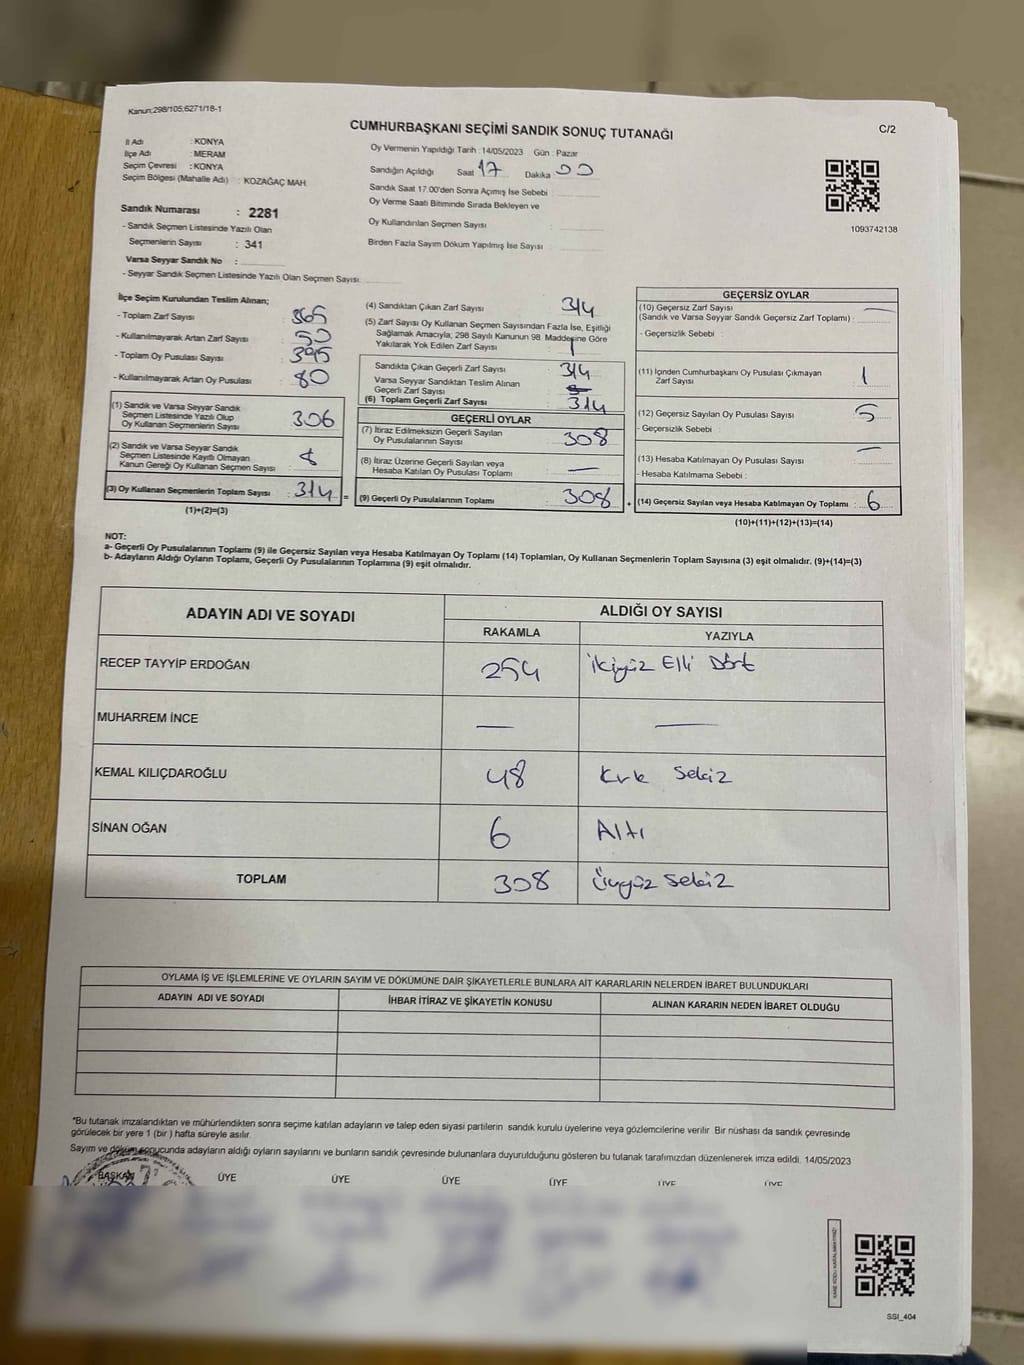 Kanun:298/105;6271/18-1
CUMHURBAŞKANI SEÇİMİ SANDIK SONUÇ TUTANAĞI
C/2
İl Adı : KONYA
İlçe Adı : MERAM
Seçim Çevresi : KONYA
Seçim Bölgesi (Mahalle Adı) : KOZAĞAÇ MAH.
Sandık Numarası : 2281
- Sandık Seçmen Listesinde Yazılı Olan
Seçmenlerin Sayısı : 341
Varsa Seyyar Sandık No :
- Seyyar Sandık Seçmen Listesinde Yazılı Olan Seçmen Sayısı:
Oy Vermenin Yapıldığı Tarih : 14/05/2023 Gün : Pazar
Sandığın Açıldığı Saat 17 Dakika 00
Sandık Saat 17.00'den Sonra Açımış İse Sebebi :
Oy Verme Saati Bitiminde Sırada Bekleyen ve
Oy Kullandırılan Seçmen Sayısı :
Birden Fazla Sayım Döküm Yapılmış İse Sayısı :
1093742138
İlçe Seçim Kurulundan Teslim Alınan;
- Toplam Zarf Sayısı : 365
- Kullanılmayarak Artan Zarf Sayısı : 50
- Toplam Oy Pusulası Sayısı : 395
- Kullanılmayarak Artan Oy Pusulası : 80
(1) Sandık ve Varsa Seyyar Sandık
Seçmen Listesinde Yazılı Olup
Oy Kullanan Seçmenlerin Sayısı : 306
(2) Sandık ve Varsa Seyyar Sandık
Seçmen Listesinde Kayıtlı Olmayan
Kanun Gereği Oy Kullanan Seçmen Sayısı : 8
(3) Oy Kullanan Seçmenlerin Toplam Sayısı : 314 =
(1)+(2)=(3)
(4) Sandıktan Çıkan Zarf Sayısı : 314
(5) Zarf Sayısı Oy Kullanan Seçmen Sayısından Fazla İse, Eşitliği
Sağlamak Amacıyla, 298 Sayılı Kanunun 98. Maddesine Göre
Yakılarak Yok Edilen Zarf Sayısı :
Sandıkta Çıkan Geçerli Zarf Sayısı : 314
Varsa Seyyar Sandıktan Teslim Alınan
Geçerli Zarf Sayısı :
(6) Toplam Geçerli Zarf Sayısı : 314
GEÇERLİ OYLAR
(7) İtiraz Edilmeksizin Geçerli Sayılan
Oy Pusulalarının Sayısı : 308
(8) İtiraz Üzerine Geçerli Sayılan veya
Hesaba Katılan Oy Pusulası Toplamı : —
(9) Geçerli Oy Pusulalarının Toplamı : 308 +
GEÇERSİZ OYLAR
(10) Geçersiz Zarf Sayısı
(Sandık ve Varsa Seyyar Sandık Geçersiz Zarf Toplamı) : —
- Geçersizlik Sebebi :
(11) İçinden Cumhurbaşkanı Oy Pusulası Çıkmayan
Zarf Sayısı : 1
(12) Geçersiz Sayılan Oy Pusulası Sayısı : 5
- Geçersizlik Sebebi :
(13) Hesaba Katılmayan Oy Pusulası Sayısı : —
- Hesaba Katılmama Sebebi :
(14) Geçersiz Sayılan veya Hesaba Katılmayan Oy Toplamı : 6
(10)+(11)+(12)+(13)=(14)
NOT:
a- Geçerli Oy Pusulalarının Toplamı (9) ile Geçersiz Sayılan veya Hesaba Katılmayan Oy Toplamı (14) Toplamları, Oy Kullanan Seçmenlerin Toplam Sayısına (3) eşit olmalıdır. (9)+(14)=(3)
b- Adayların Aldığı Oyların Toplamı, Geçerli Oy Pusulalarının Toplamına (9) eşit olmalıdır.
ADAYIN ADI VE SOYADI
ALDIĞI OY SAYISI
RAKAMLA YAZIYLA
RECEP TAYYİP ERDOĞAN 254 İkiyüz Elli Dört
MUHARREM İNCE — —
KEMAL KILIÇDAROĞLU 48 Kırk Sekiz
SİNAN OĞAN 6 Altı
TOPLAM 308 Üçyüz Sekiz
OYLAMA İŞ VE İŞLEMLERİNE VE OYLARIN SAYIM VE DÖKÜMÜNE DAİR ŞİKAYETLERLE BUNLARA AİT KARARLARIN NELERDEN İBARET BULUNDUKLARI
ADAYIN ADI VE SOYADI İHBAR İTİRAZ VE ŞİKAYETİN KONUSU ALINAN KARARIN NEDEN İBARET OLDUĞU
*Bu tutanak imzalandıktan ve mühürlendikten sonra seçime katılan adayların ve talep eden siyasi partilerin sandık kurulu üyelerine veya gözlemcilerine verilir. Bir nüshası da sandık çevresinde
görülecek bir yere 1 (bir ) hafta süreyle asılır.
Sayım ve döküm sonucunda adayların aldığı oyların sayılarını ve bunların sandık çevresinde bulunanlara duyurulduğunu gösteren bu tutanak tarafımızdan düzenlenerek imza edildi. 14/05/2023
BAŞKAN ÜYE ÜYE ÜYE ÜYE ÜYE ÜYE
SSI_404